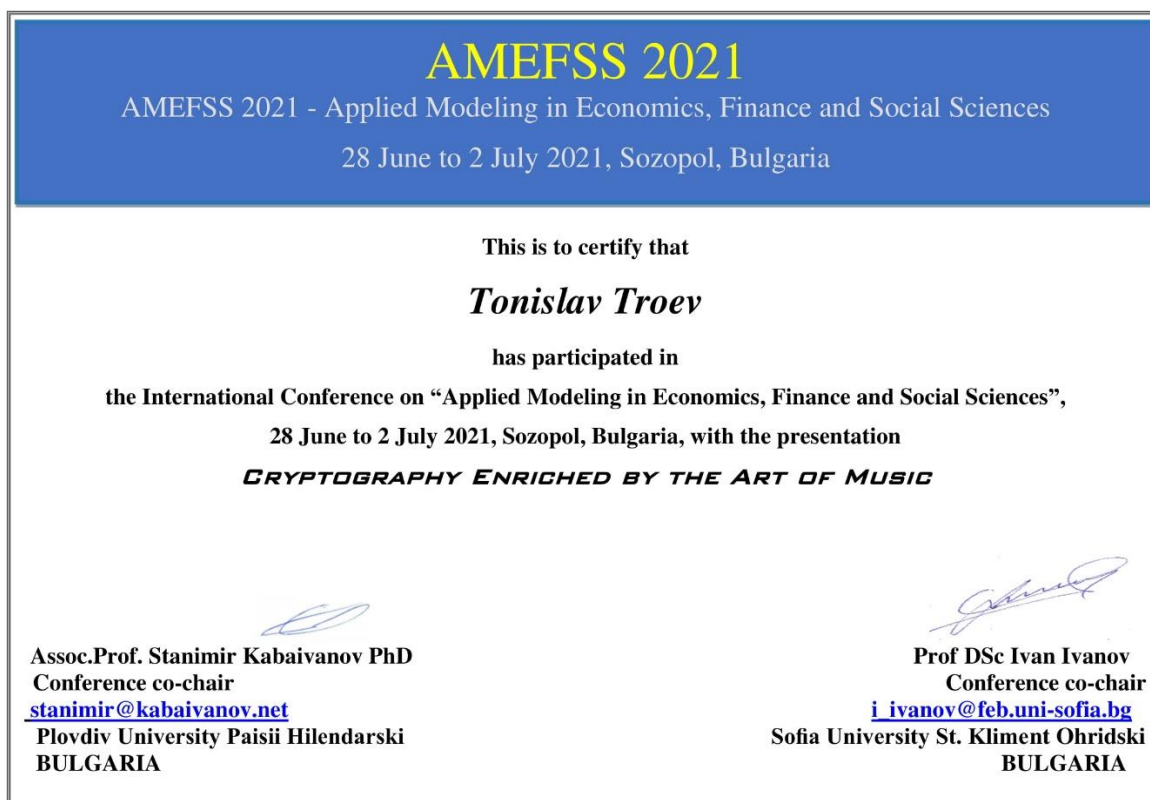 AMEFSS 2021
AMEFSS 2021 - Applied Modeling in Economics, Finance and Social Sciences
28 June to 2 July 2021, Sozopol, Bulgaria
This is to certify that
Tonislav Troev
has participated in
the International Conference on “Applied Modeling in Economics, Finance and Social Sciences”,
28 June to 2 July 2021, Sozopol, Bulgaria, with the presentation
CRYPTOGRAPHY ENRICHED BY THE ART OF MUSIC
Assoc.Prof. Stanimir Kabaivanov PhD
Conference co-chair
stanimir@kabaivanov.net
Plovdiv University Paisii Hilendarski
BULGARIA
Prof DSc Ivan Ivanov
Conference co-chair
i_ivanov@feb.uni-sofia.bg
Sofia University St. Kliment Ohridski
BULGARIA